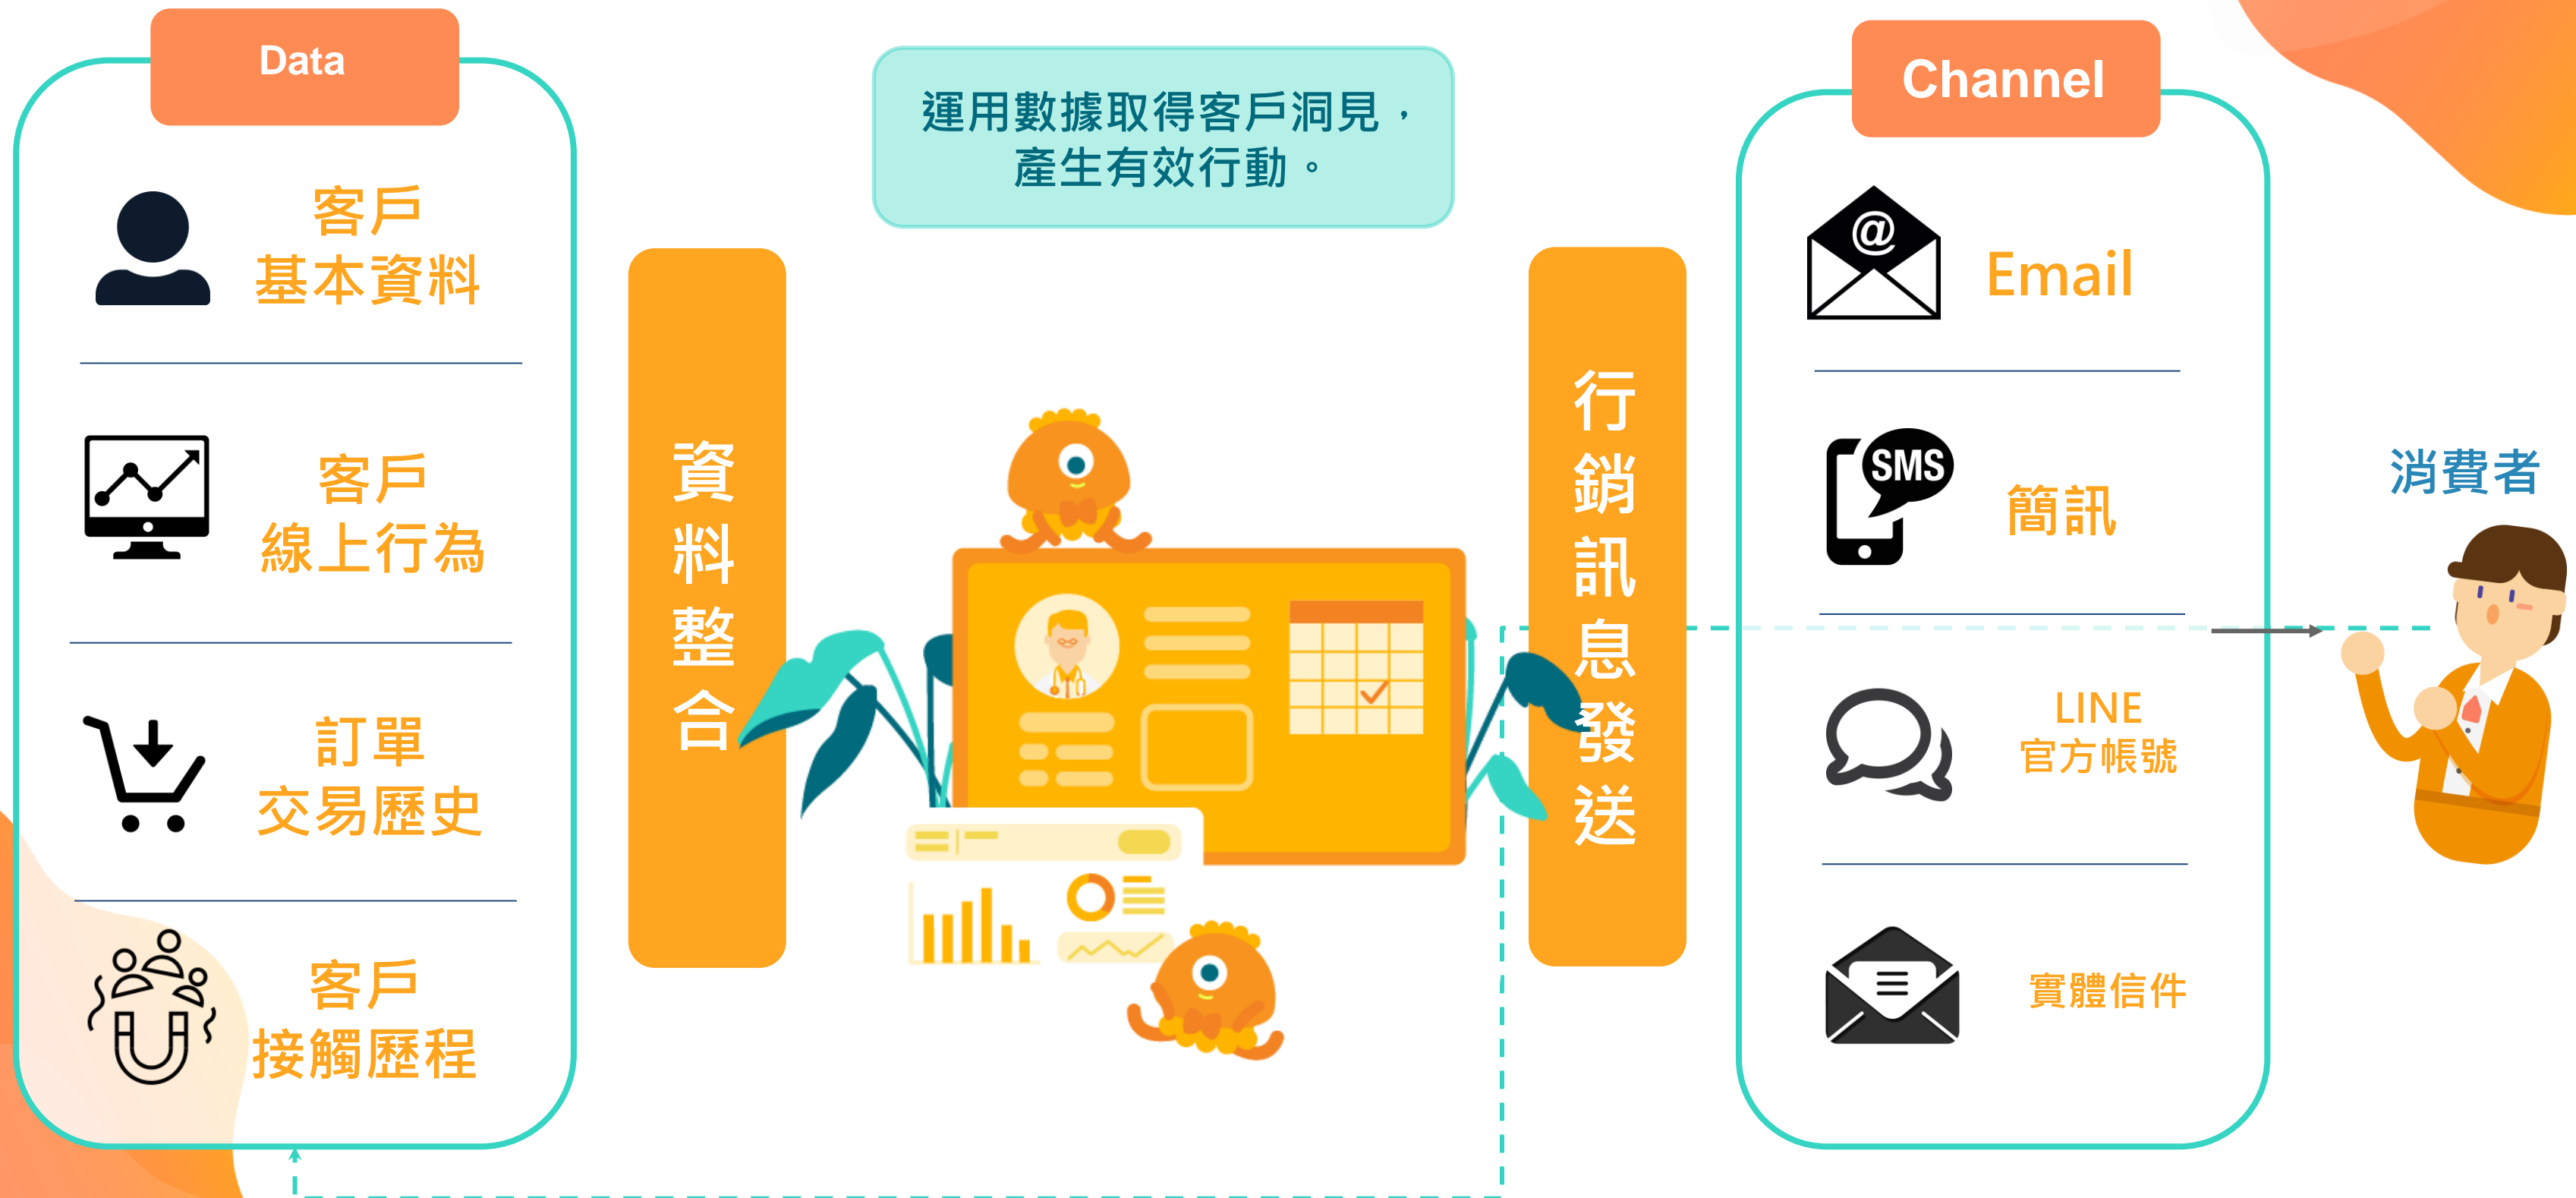 Data
客戶
基本資料
客戶
線上行為
訂單
交易歷史
客戶
接觸歷程
資料整合
運用數據取得客戶洞見，
產生有效行動。
行銷訊息發送
Channel
@
Email
SMS
簡訊
LINE
官方帳號
實體信件
消費者